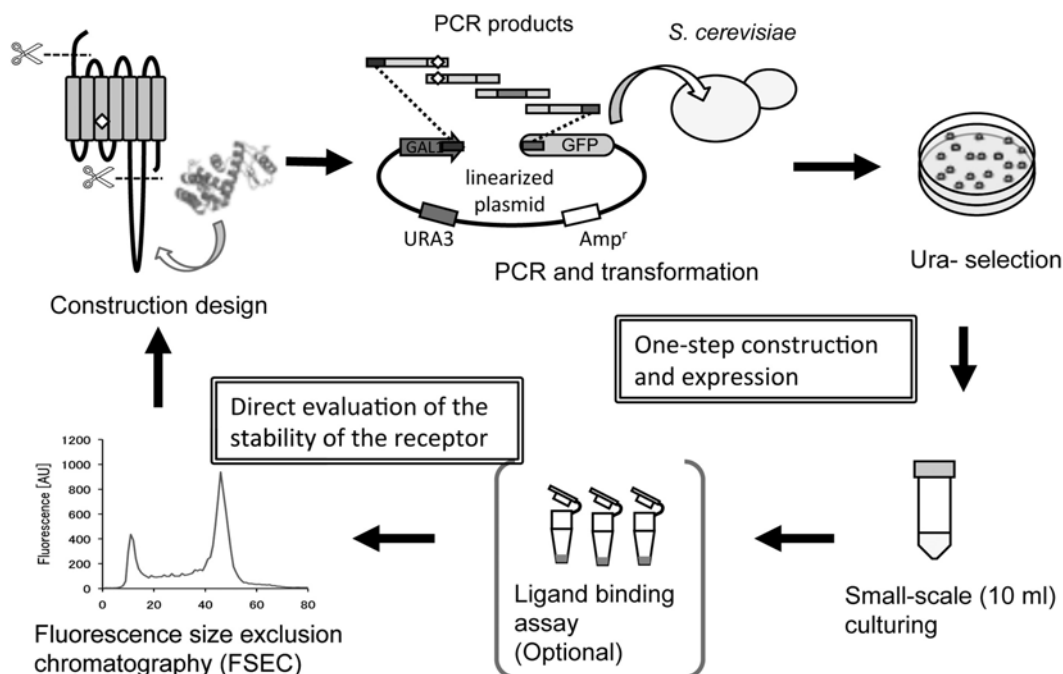 PCR products
S. cerevisiae
GAL1
GFP
linearized
plasmid
URA3
Ampʳ
PCR and transformation
Ura- selection
Construction design
One-step construction
and expression
Direct evaluation of the
stability of the receptor
1200
1000
800
600
400
200
0
Fluorescence [AU]
0
20
40
60
80
Fluorescence size exclusion
chromatography (FSEC)
Ligand binding
assay
(Optional)
Small-scale (10 ml)
culturing